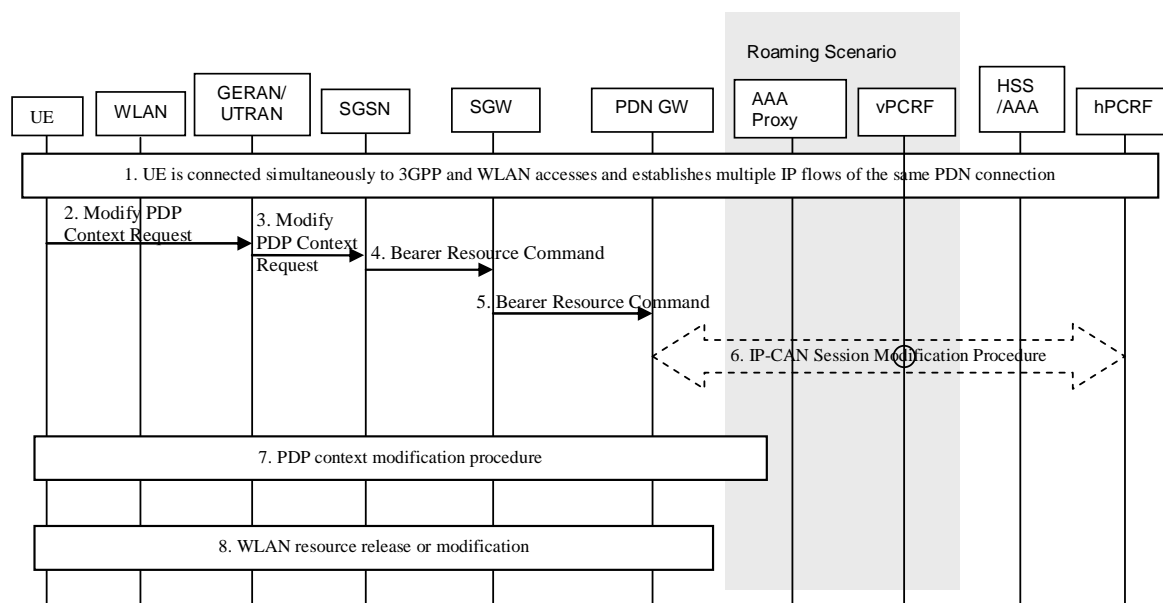 Roaming Scenario
UE
WLAN
GERAN/
UTRAN
SGSN
SGW
PDN GW
AAA
Proxy
vPCRF
HSS
/AAA
hPCRF
1. UE is connected simultaneously to 3GPP and WLAN accesses and establishes multiple IP flows of the same PDN connection
2. Modify PDP
Context Request
3. Modify
PDP Context
Request
4. Bearer Resource Command
5. Bearer Resource Command
6. IP-CAN Session Modification Procedure
7. PDP context modification procedure
8. WLAN resource release or modification